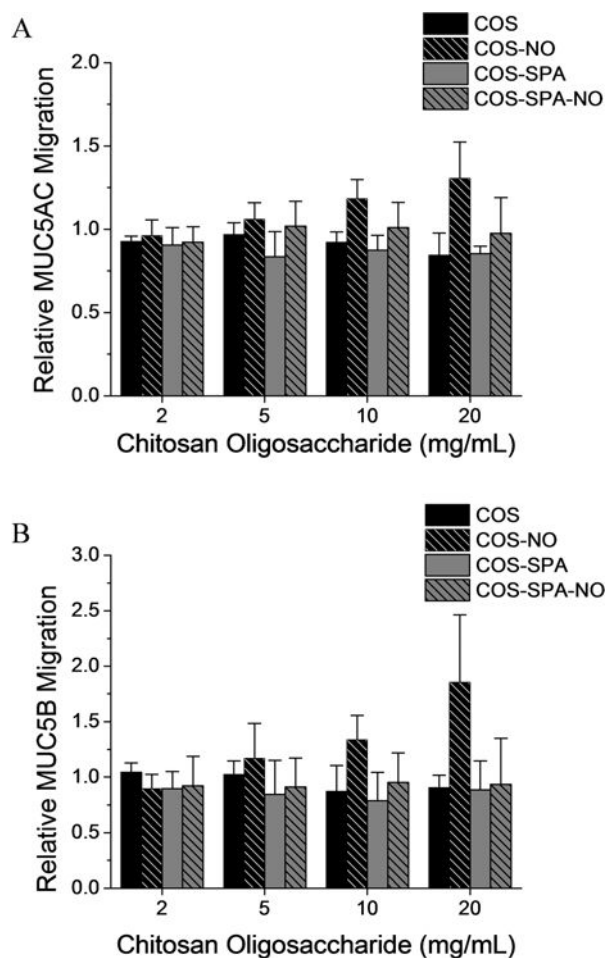 A
COS
COS-NO
COS-SPA
COS-SPA-NO
2.0
1.5
1.0
0.5
0.0
Relative MUC5AC Migration
2 5 10 20
Chitosan Oligosaccharide (mg/mL)
B
COS
COS-NO
COS-SPA
COS-SPA-NO
3.0
2.5
2.0
1.5
1.0
0.5
0.0
Relative MUC5B Migration
2 5 10 20
Chitosan Oligosaccharide (mg/mL)